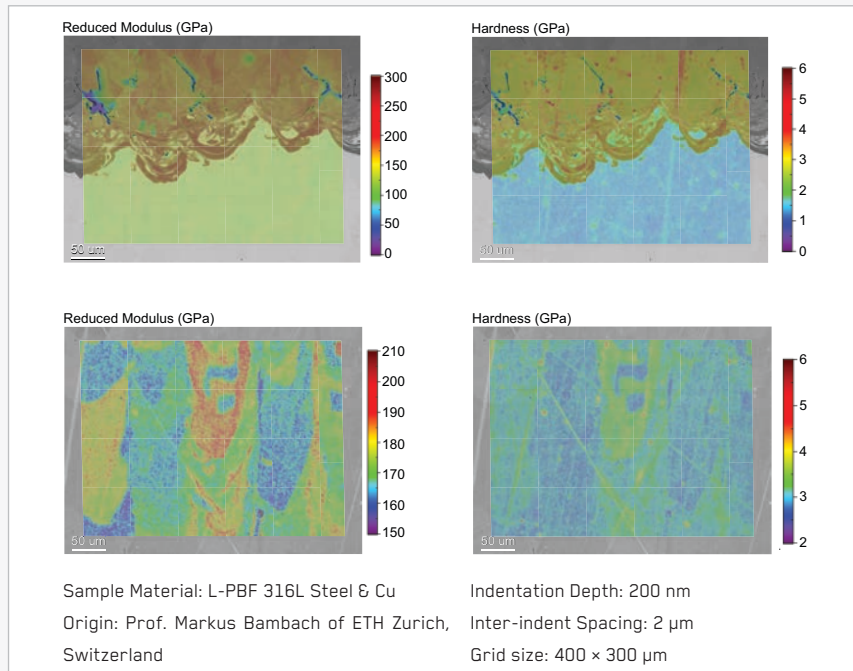 Reduced Modulus (GPa)
300
250
200
150
100
50
0
50 um
Hardness (GPa)
6
5
4
3
2
1
0
50 um
Reduced Modulus (GPa)
210
200
190
180
170
160
150
50 um
Hardness (GPa)
6
5
4
3
2
50 um
Sample Material: L-PBF 316L Steel & Cu
Origin: Prof. Markus Bambach of ETH Zurich,
Switzerland
Indentation Depth: 200 nm
Inter-indent Spacing: 2 µm
Grid size: 400 × 300 µm